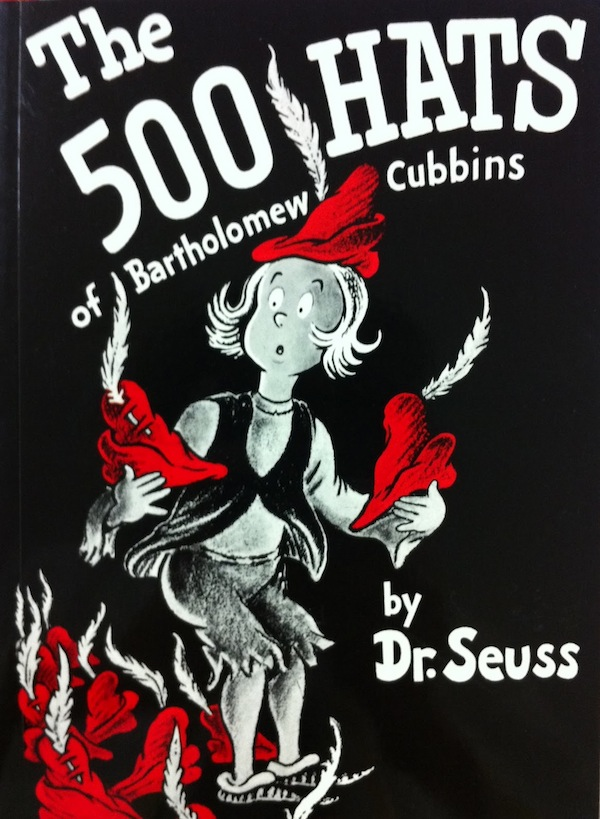 The
500 HATS
of Bartholomew Cubbins
by
Dr. Seuss